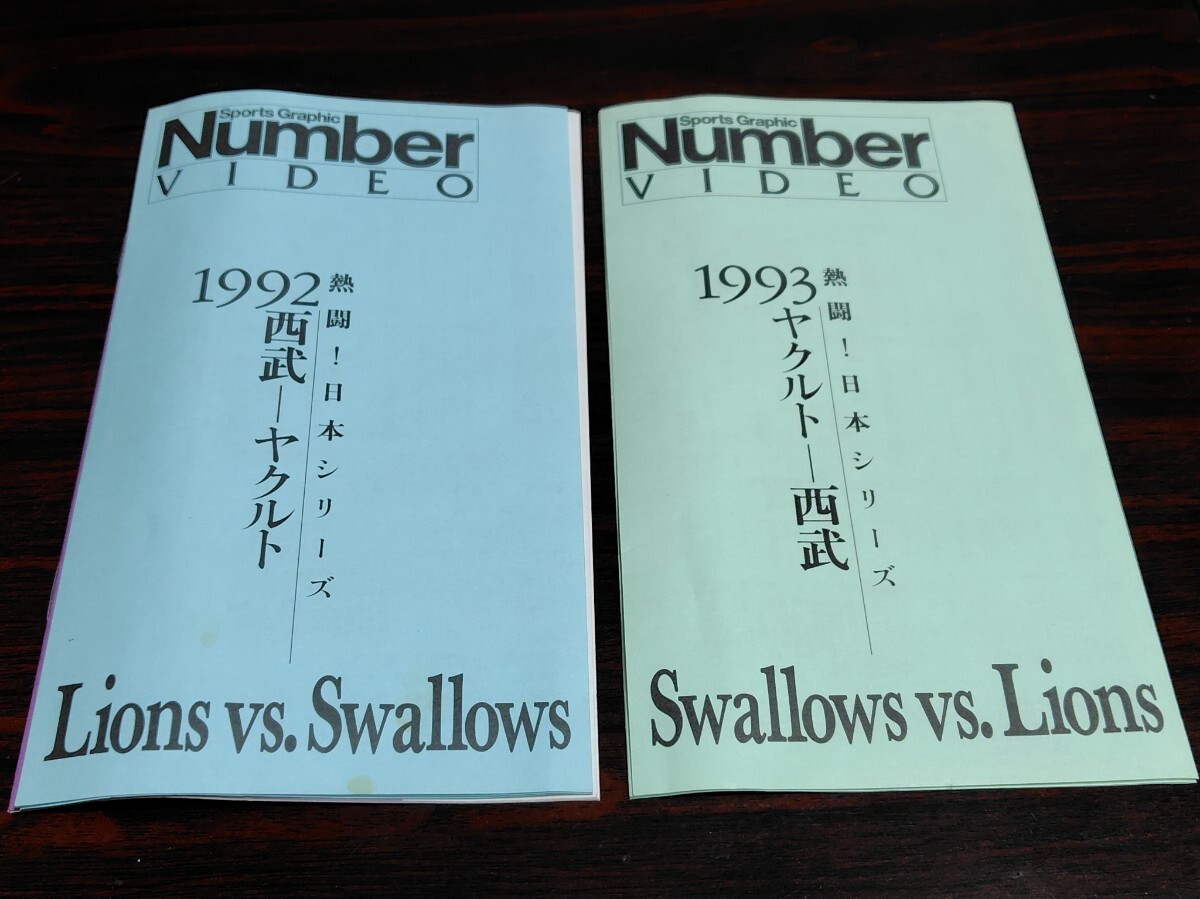 Sports Graphic
Number
VIDEO
1992
熱闘！日本シリーズ
西武―ヤクルト
Lions vs. Swallows
Sports Graphic
Number
VIDEO
1993
熱闘！日本シリーズ
ヤクルト―西武
Swallows vs. Lions